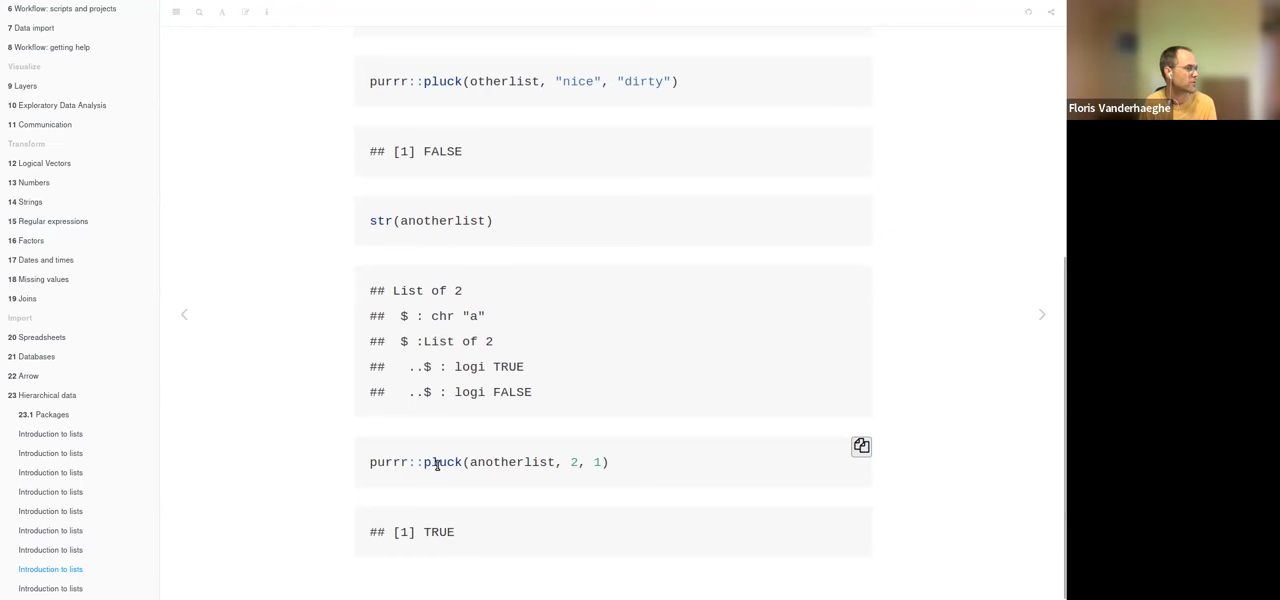 6 Workflow: scripts and projects
7 Data import
8 Workflow: getting help
Visualize
9 Layers
10 Exploratory Data Analysis
11 Communication
Transform
12 Logical Vectors
13 Numbers
14 Strings
15 Regular expressions
16 Factors
17 Dates and times
18 Missing values
19 Joins
Import
20 Spreadsheets
21 Databases
22 Arrow
23 Hierarchical data
23.1 Packages
Introduction to lists
Introduction to lists
Introduction to lists
Introduction to lists
Introduction to lists
Introduction to lists
Introduction to lists
Introduction to lists
Introduction to lists
purrr::pluck(otherlist, "nice", "dirty")
## [1] FALSE
str(anotherlist)
## List of 2
##  $ : chr "a"
##  $ :List of 2
##   ..$ : logi TRUE
##   ..$ : logi FALSE
purrr::pluck(anotherlist, 2, 1)
## [1] TRUE
Floris Vanderhaeghe